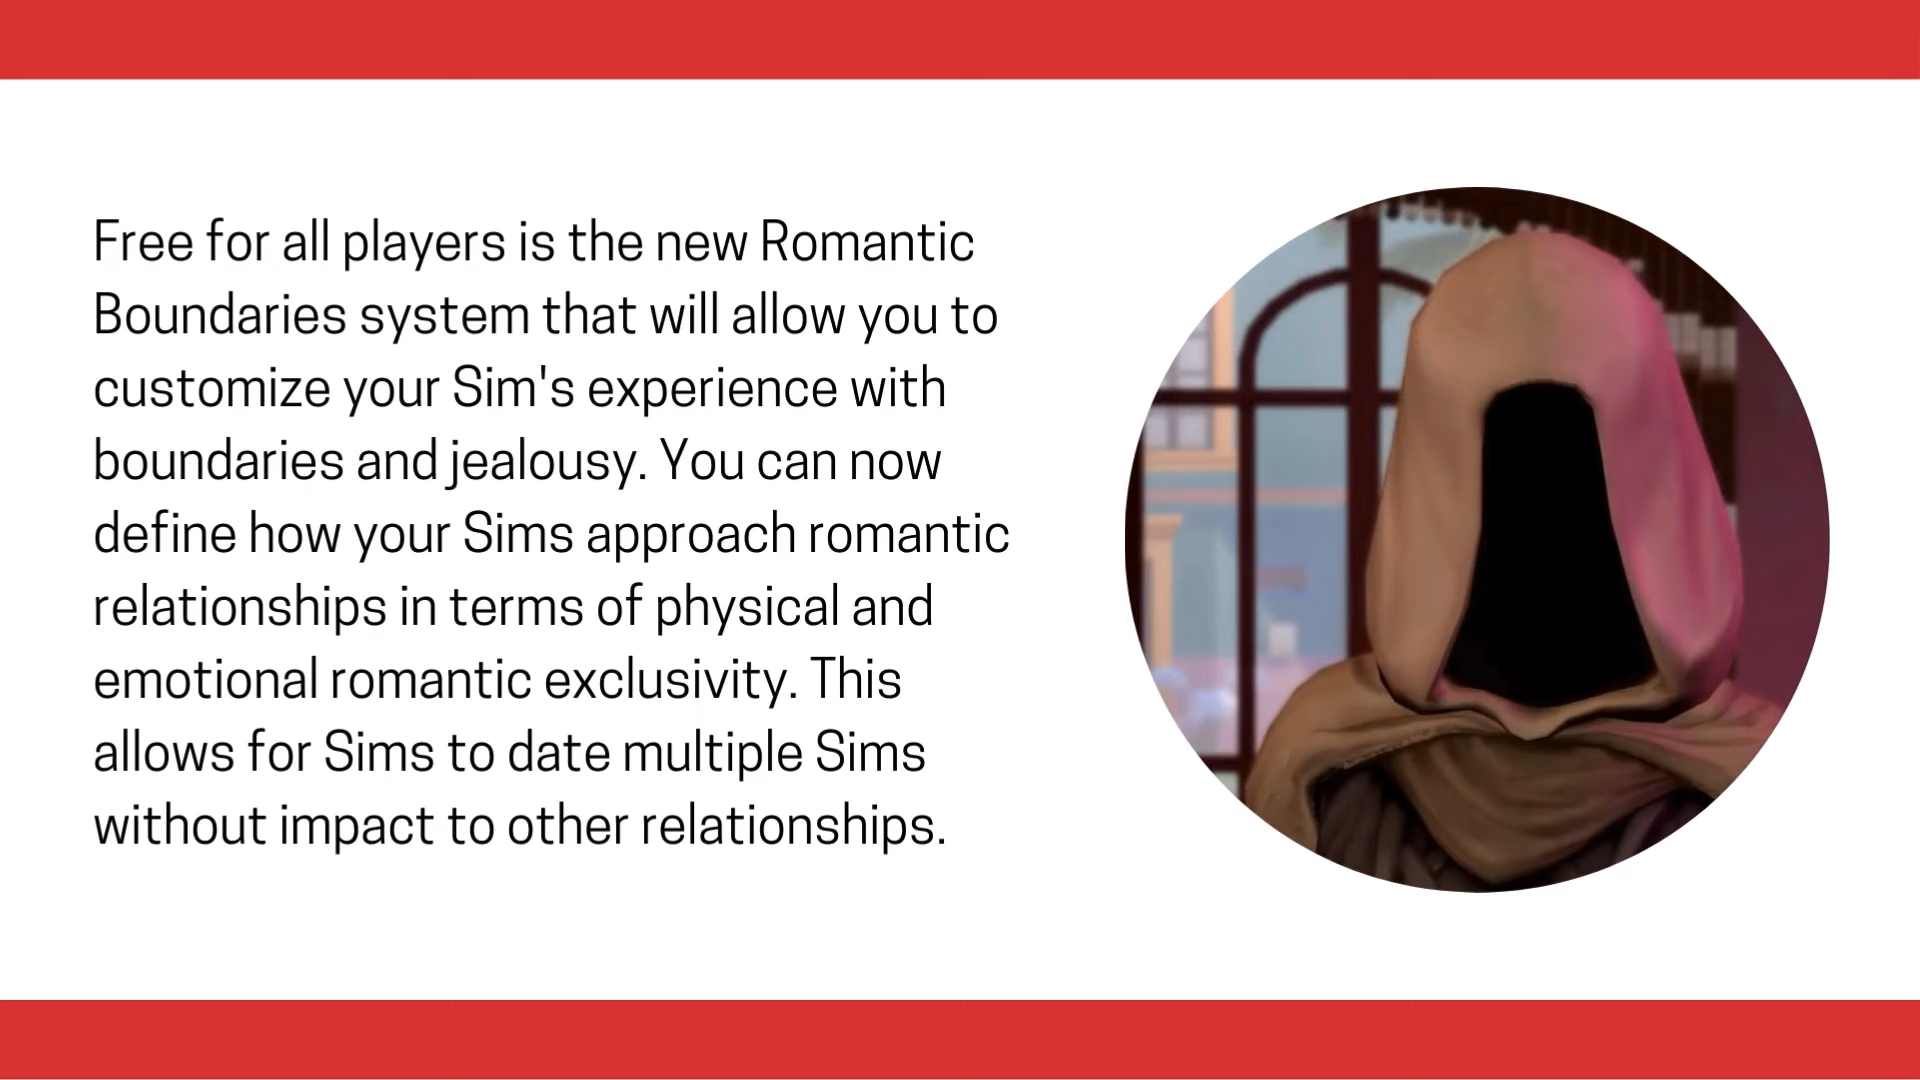 Free for all players is the new Romantic
Boundaries system that will allow you to
customize your Sim's experience with
boundaries and jealousy. You can now
define how your Sims approach romantic
relationships in terms of physical and
emotional romantic exclusivity. This
allows for Sims to date multiple Sims
without impact to other relationships.